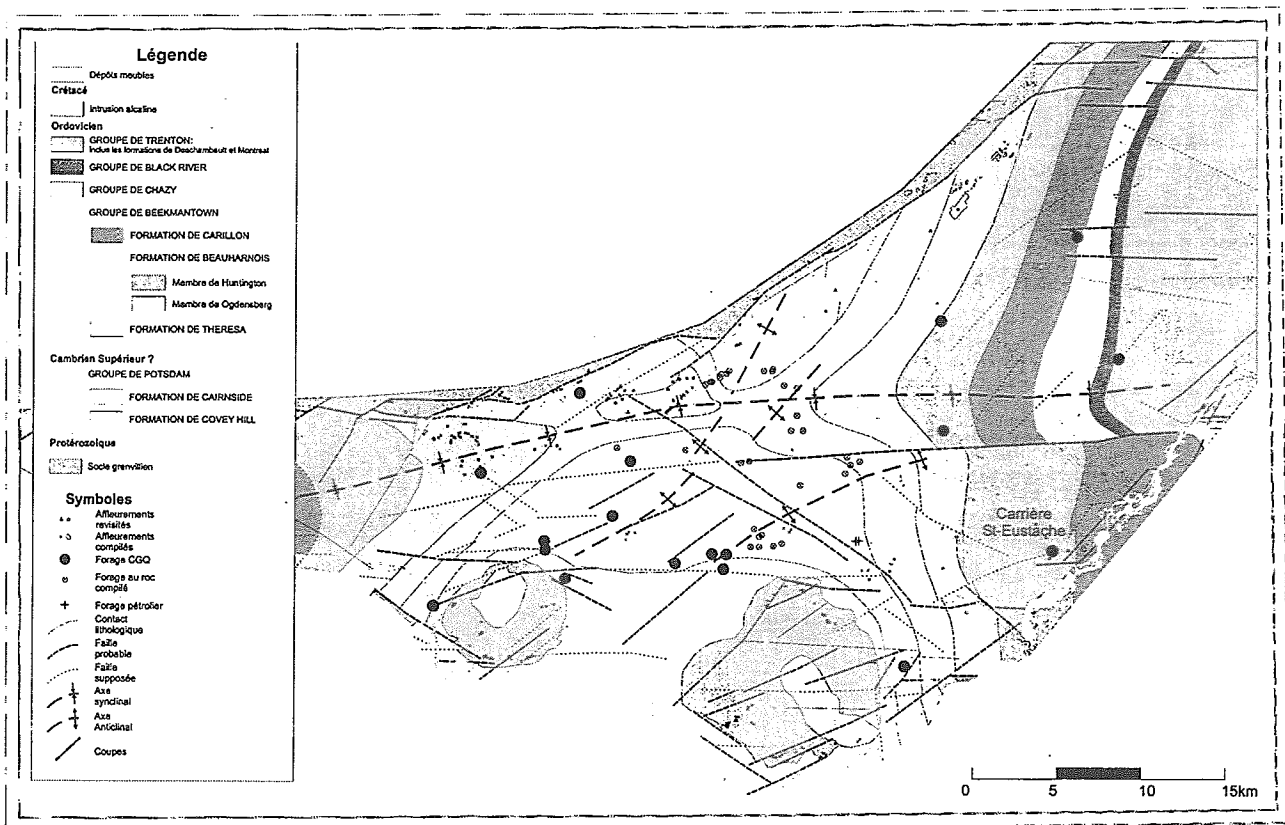 Légende
Dépôts meubles
Crétacé
Intrusion alcaline
Ordovicien
GROUPE DE TRENTON:
Inclue les formations de Deschambault et Montreal
GROUPE DE BLACK RIVER
GROUPE DE CHAZY
GROUPE DE BEEKMANTOWN
FORMATION DE CARILLON
FORMATION DE BEAUHARNOIS
Membre de Huntington
Membre de Ogdensberg
FORMATION DE THERESA
Cambrien Supérieur ?
GROUPE DE POTSDAM
FORMATION DE CAIRNSIDE
FORMATION DE COVEY HILL
Protérozoique
Socle grenvillien
Symboles
Affleurements
revisités
Affleurements
compilés
Forage CGQ
Forage au roc
compilé
Forage pétrolier
Contact
lithologique
Faille
probable
Faille
supposée
Axe
synclinal
Axe
Anticlinal
Coupes
Carrière
St-Eustache
0 5 10 15km